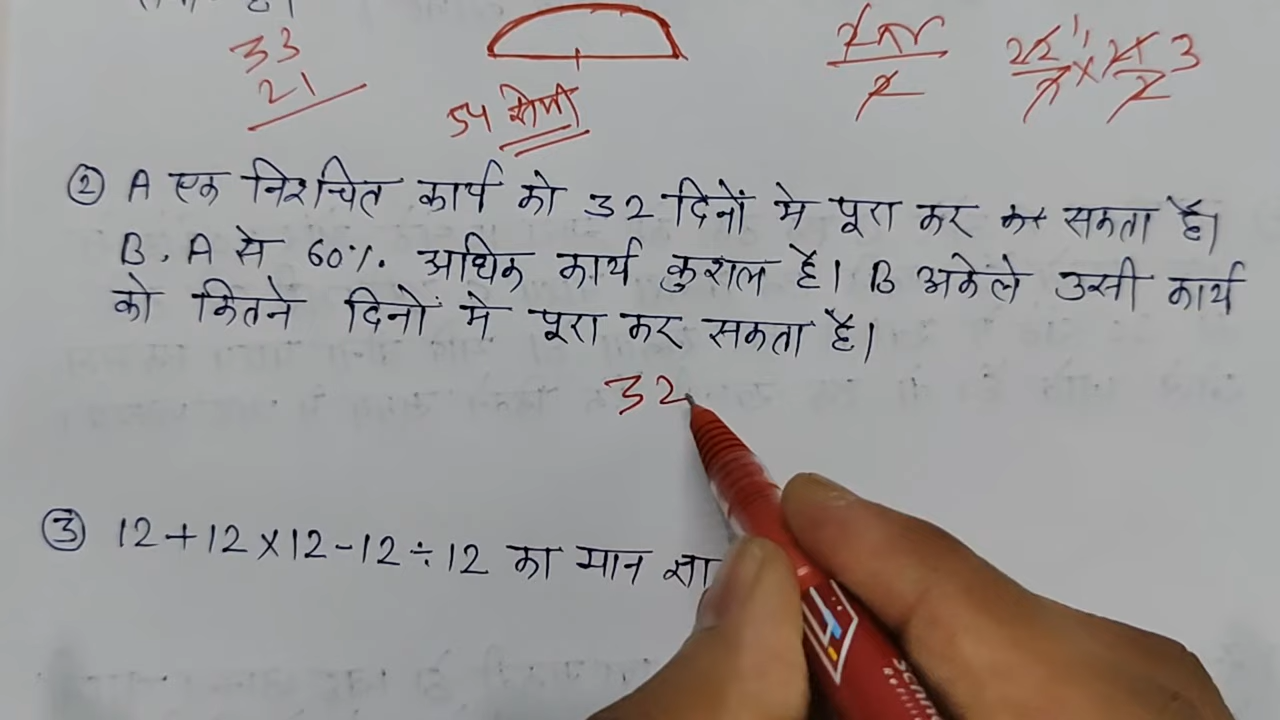 33
21
54 सेमी
2πr
2
22 1 × 21 3
7 2
② A एक निश्चित कार्य को 32 दिनों मे पूरा कर कर सकता है।
B, A से 60% अधिक कार्य कुशल है। B अकेले उसी कार्य
को कितने दिनों मे पूरा कर सकता है।
32
③ 12+12×12-12÷12 का मान